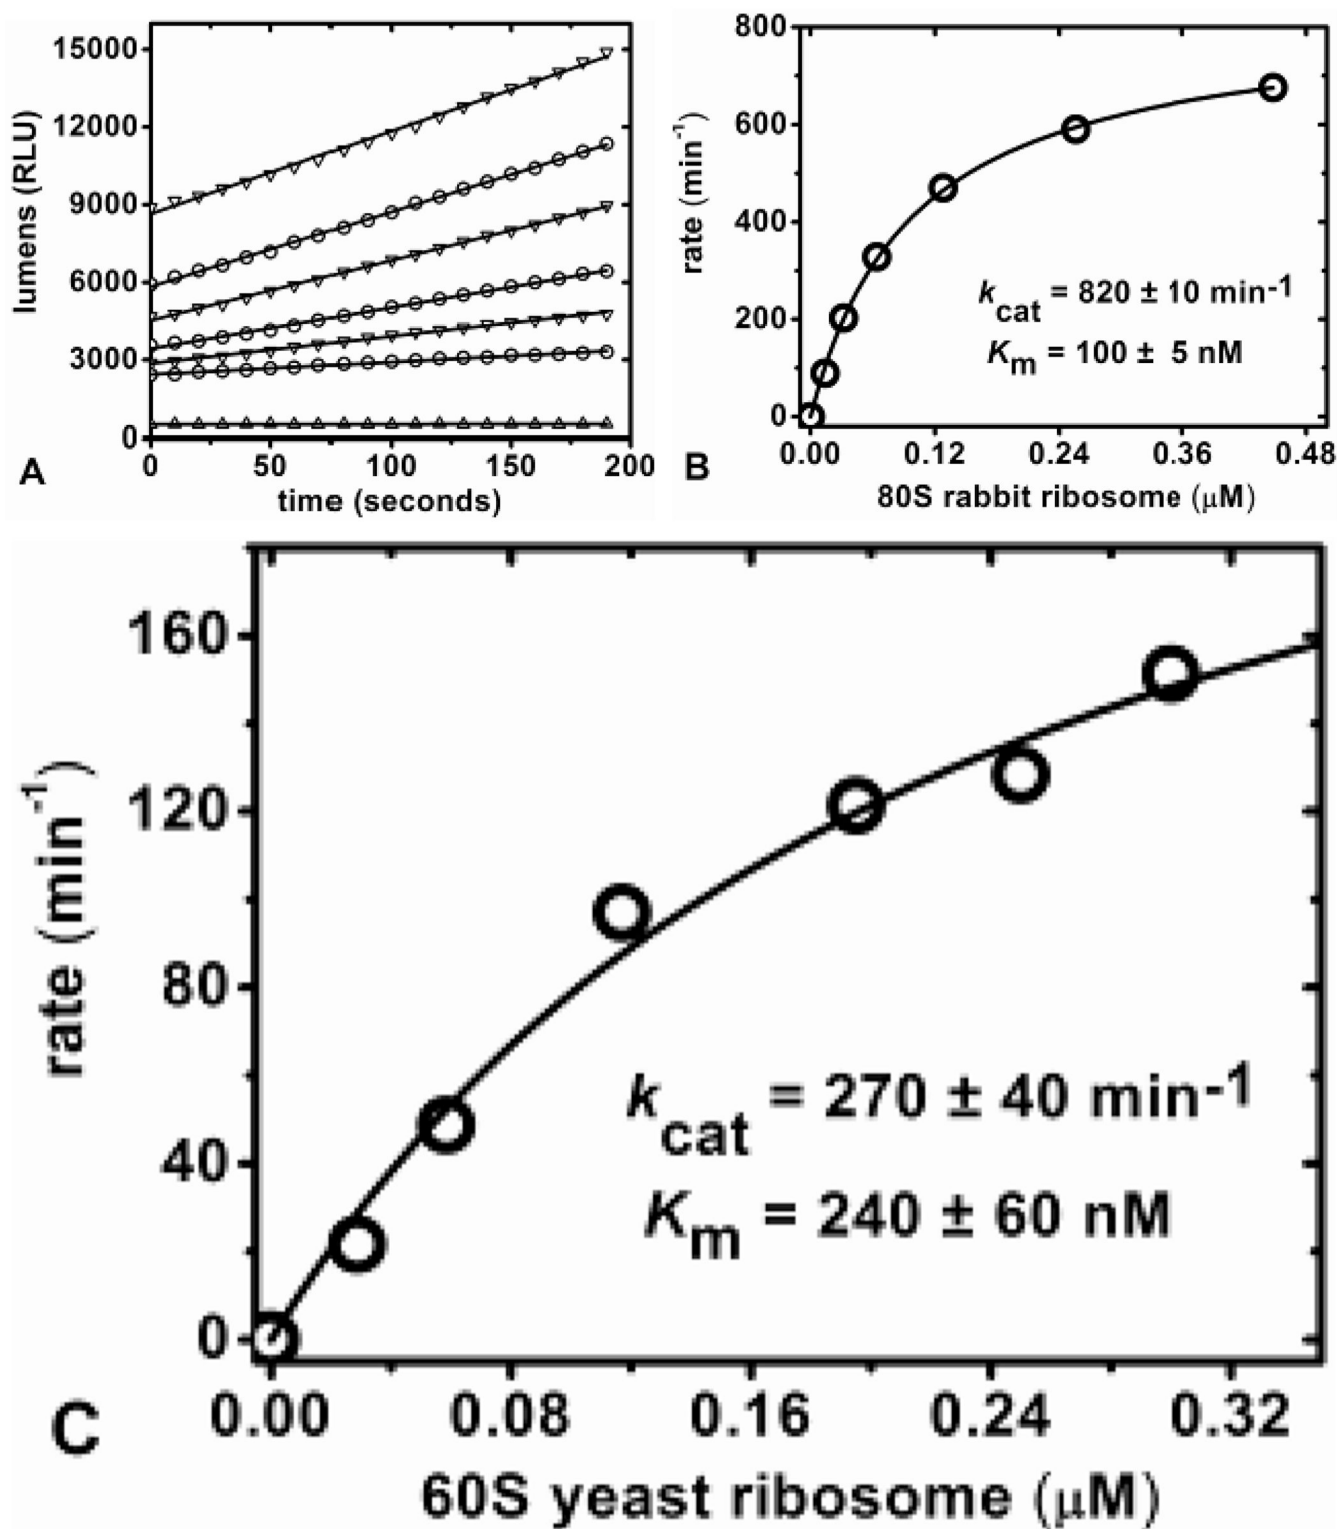 15000
12000
9000
6000
3000
0
lumens (RLU)
0 50 100 150 200
time (seconds)
A
800
600
400
200
0
rate (min-1)
kcat = 820 ± 10 min-1
Km = 100 ± 5 nM
0.00 0.12 0.24 0.36 0.48
80S rabbit ribosome (μM)
B
160
120
80
40
0
rate (min-1)
kcat = 270 ± 40 min-1
Km = 240 ± 60 nM
0.00 0.08 0.16 0.24 0.32
60S yeast ribosome (μM)
C